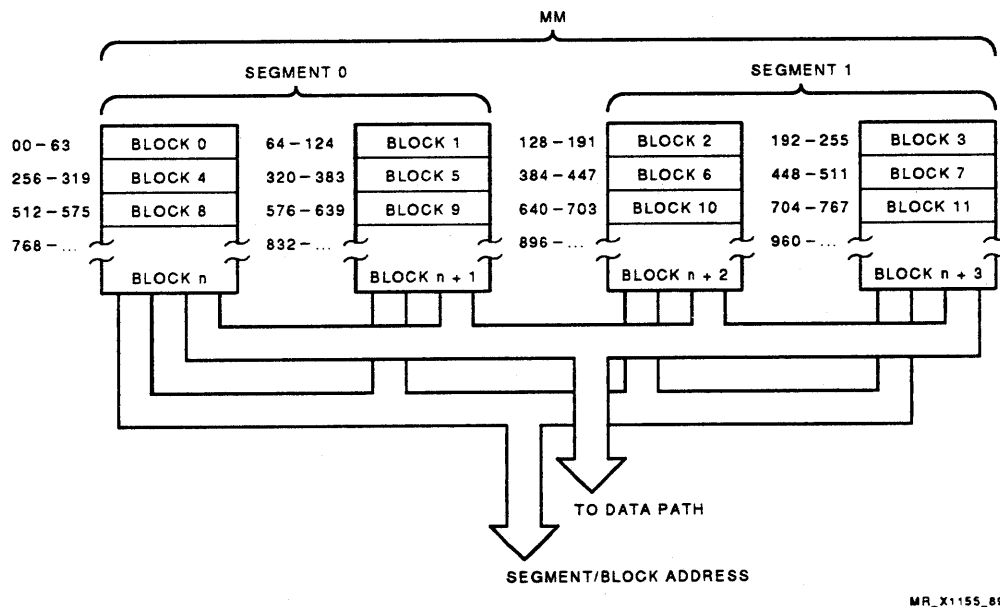 MM
SEGMENT 0 SEGMENT 1
00-63 BLOCK 0 64-124 BLOCK 1 128-191 BLOCK 2 192-255 BLOCK 3
256-319 BLOCK 4 320-383 BLOCK 5 384-447 BLOCK 6 448-511 BLOCK 7
512-575 BLOCK 8 576-639 BLOCK 9 640-703 BLOCK 10 704-767 BLOCK 11
768-... 832-... 896-... 960-...
BLOCK n BLOCK n + 1 BLOCK n + 2 BLOCK n + 3
TO DATA PATH
SEGMENT/BLOCK ADDRESS
MR_X1155_89